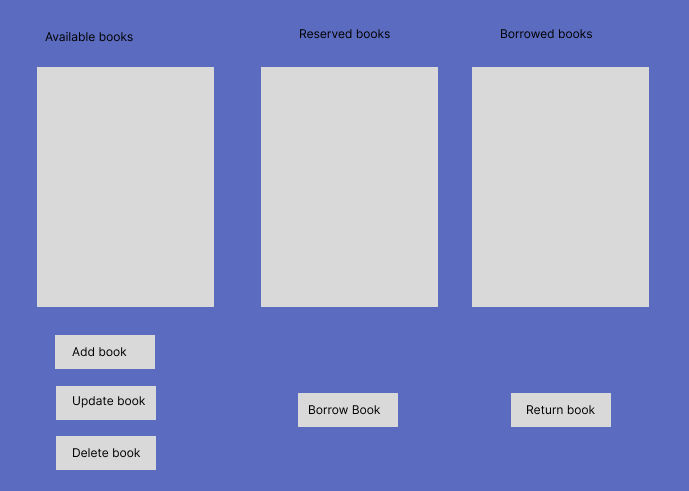 Available books
Reserved books
Borrowed books
Add book
Update book
Delete book
Borrow Book
Return book